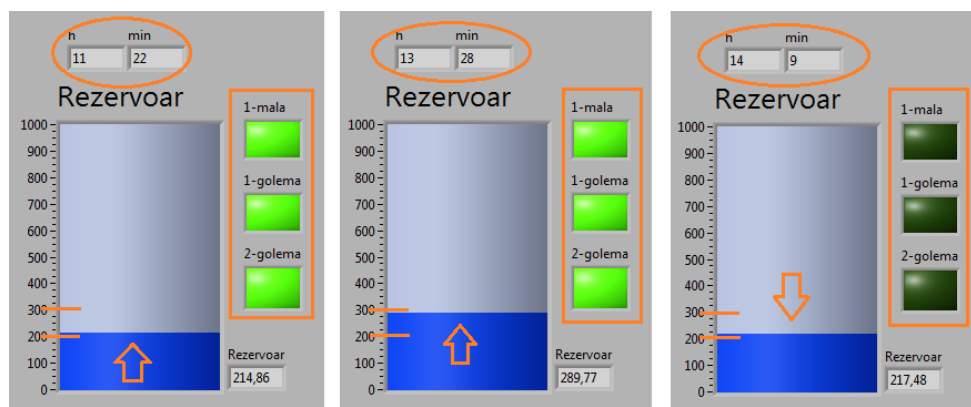 h min
11 22
Rezervoar
1-mala
1-golema
2-golema
1000
900
800
700
600
500
400
300
200
100
0
Rezervoar
214,86
h min
13 28
Rezervoar
1-mala
1-golema
2-golema
1000
900
800
700
600
500
400
300
200
100
0
Rezervoar
289,77
h min
14 9
Rezervoar
1-mala
1-golema
2-golema
1000
900
800
700
600
500
400
300
200
100
0
Rezervoar
217,48